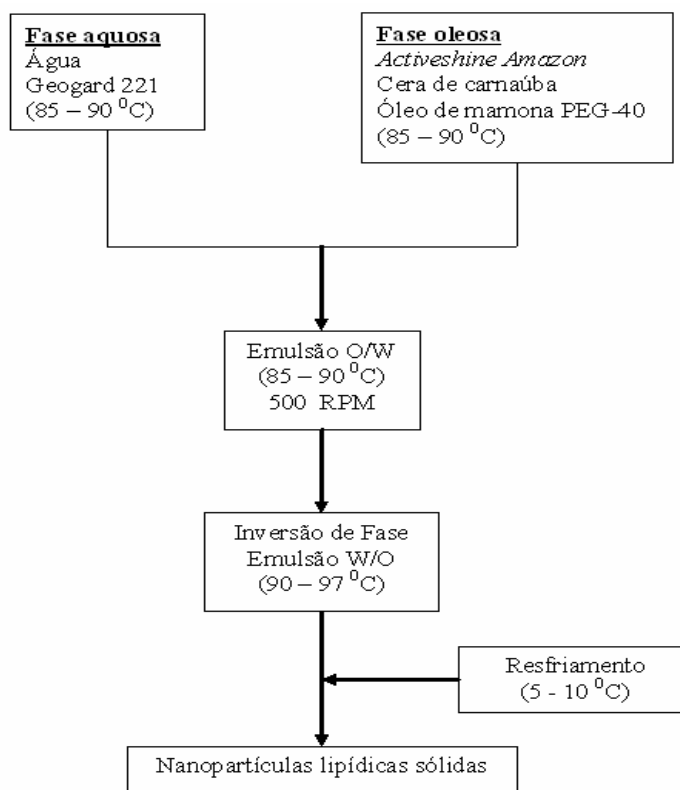 Fase aquosa
Água
Geogard 221
(85 – 90 ⁰C)
Fase oleosa
Activeshine Amazon
Cera de carnaúba
Óleo de mamona PEG-40
(85 – 90 ⁰C)
Emulsão O/W
(85 – 90 ⁰C)
500 RPM
Inversão de Fase
Emulsão W/O
(90 – 97 ⁰C)
Resfriamento
(5 - 10 ⁰C)
Nanopartículas lipídicas sólidas